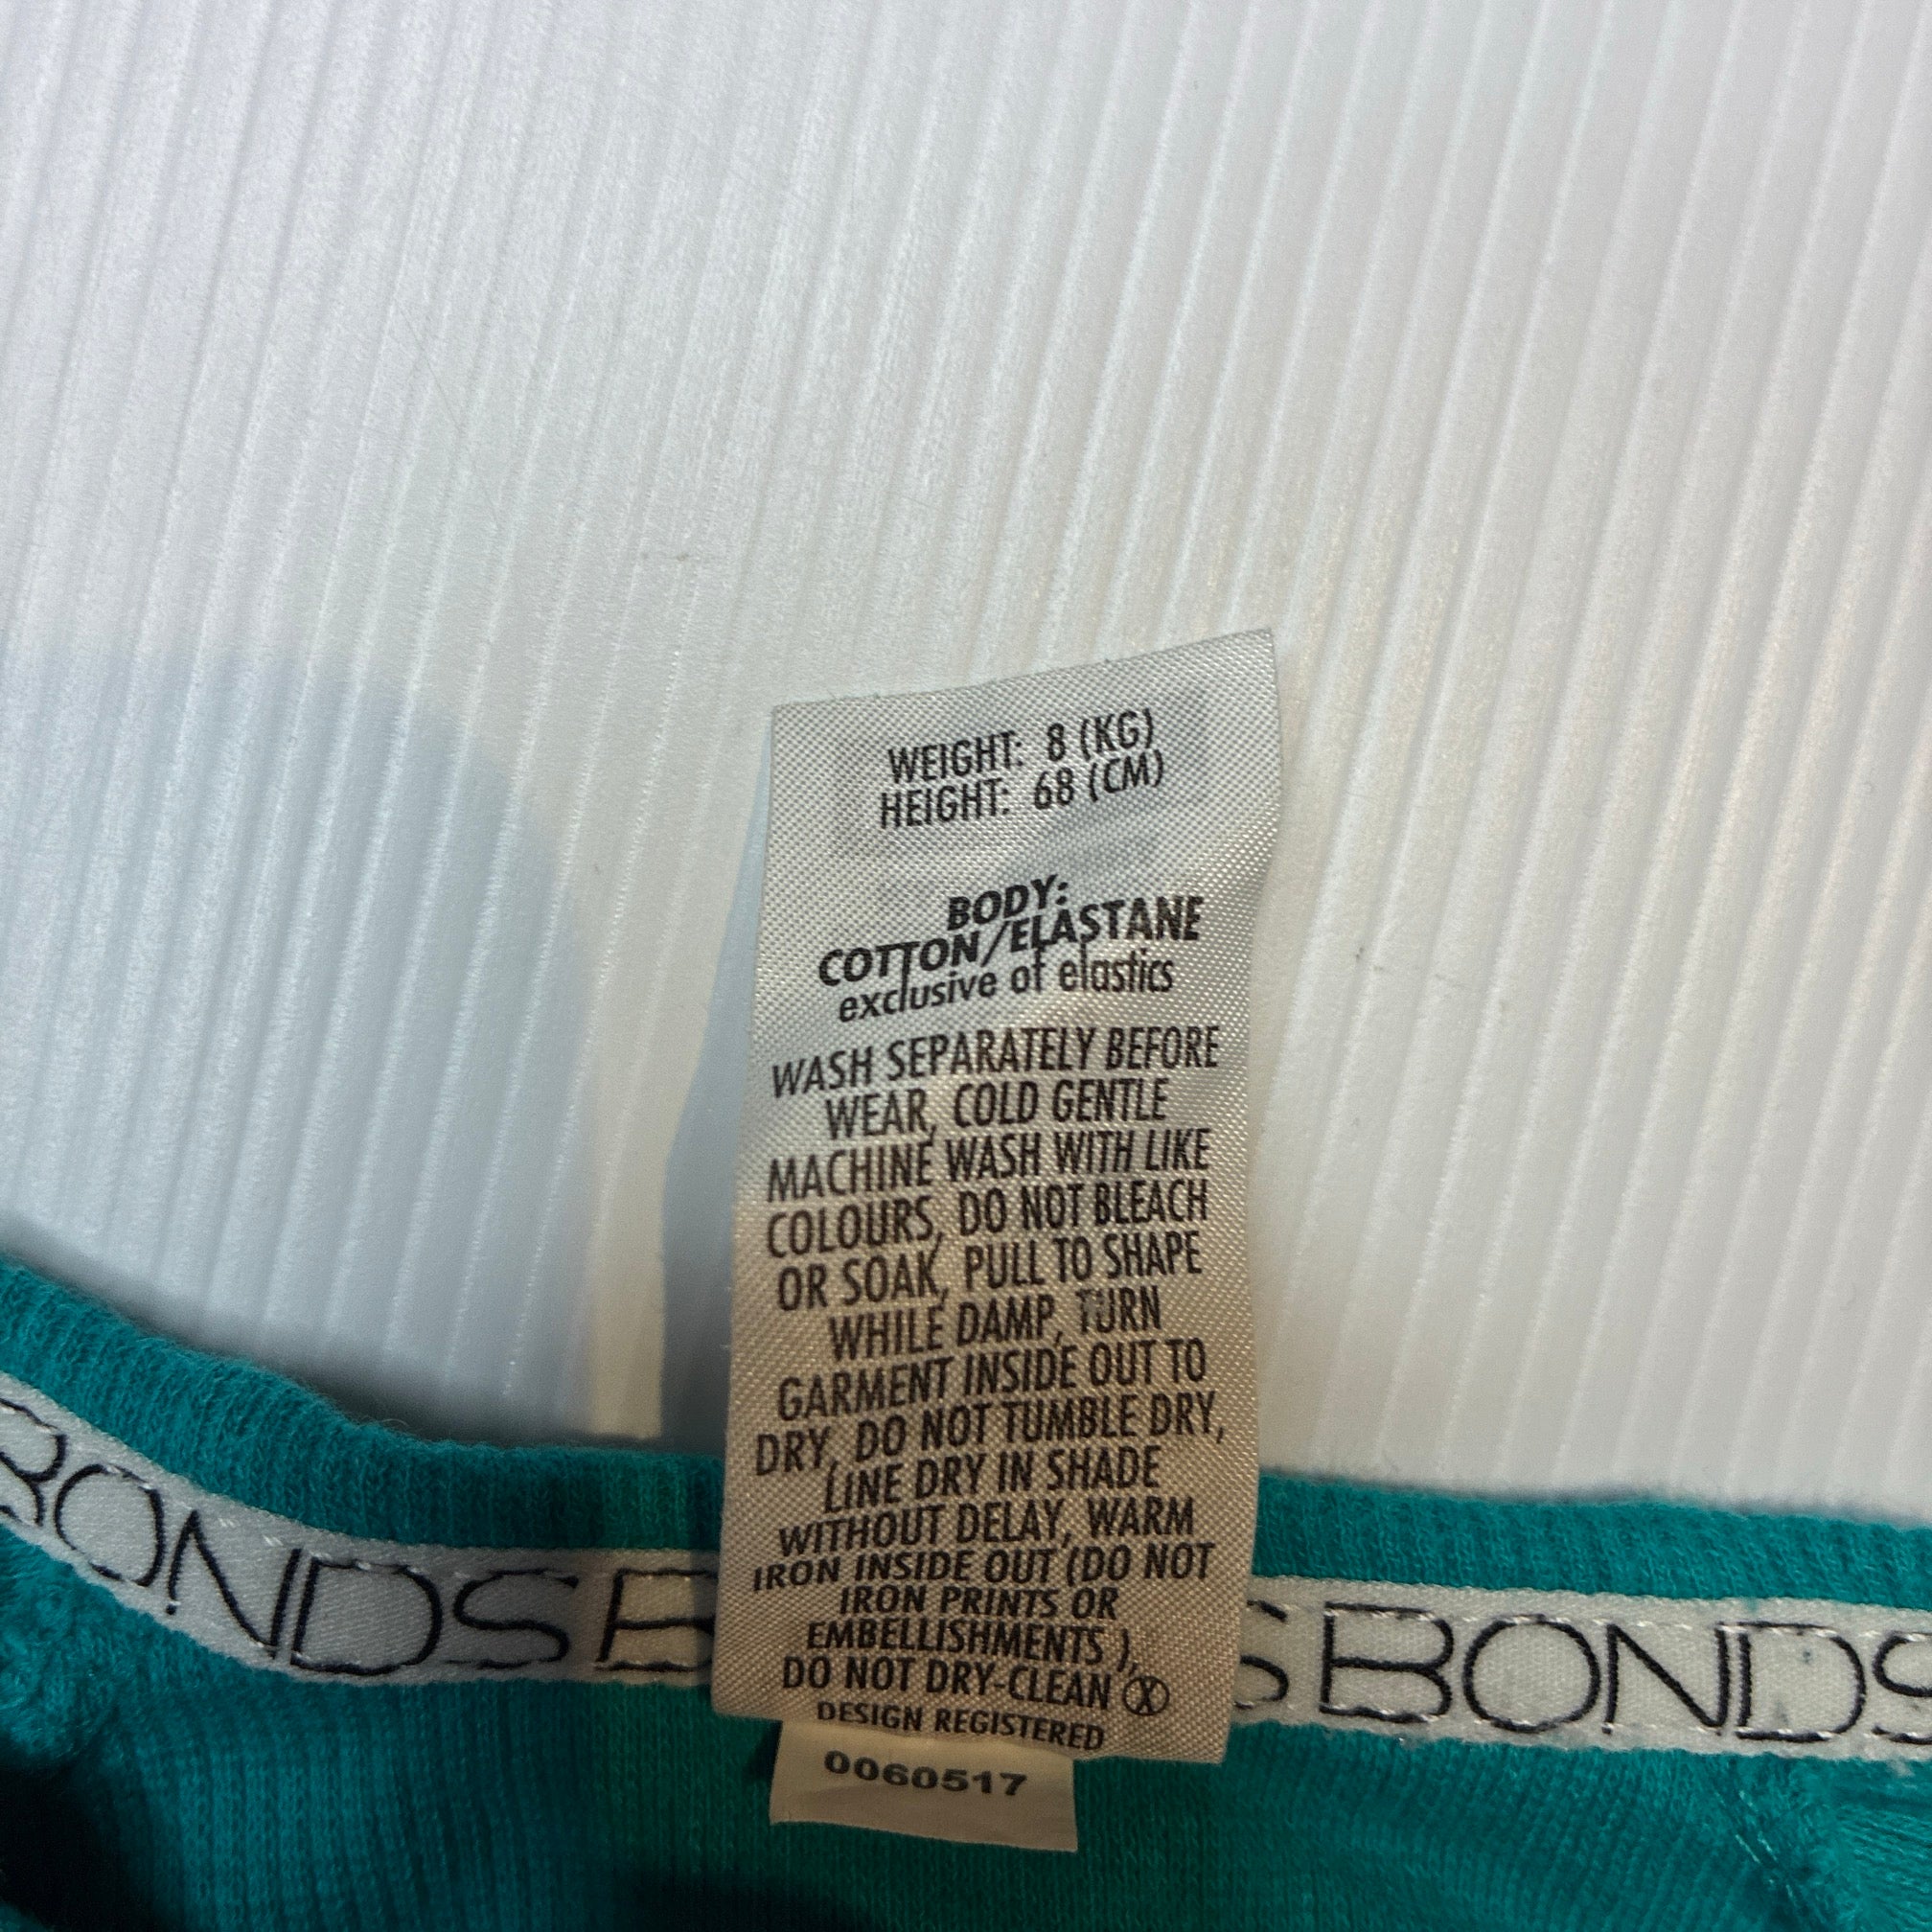 WEIGHT: 8 (KG)
HEIGHT: 68 (CM)
BODY:
COTTON/ELASTANE
exclusive of elastics
WASH SEPARATELY BEFORE
WEAR, COLD GENTLE
MACHINE WASH WITH LIKE
COLOURS, DO NOT BLEACH
OR SOAK, PULL TO SHAPE
WHILE DAMP, TURN
GARMENT INSIDE OUT TO
DRY, DO NOT TUMBLE DRY,
LINE DRY IN SHADE
WITHOUT DELAY, WARM
IRON INSIDE OUT (DO NOT
IRON PRINTS OR
EMBELLISHMENTS ),
DO NOT DRY-CLEAN Ⓧ
DESIGN REGISTERED
0060517
BONDS B S BONDS